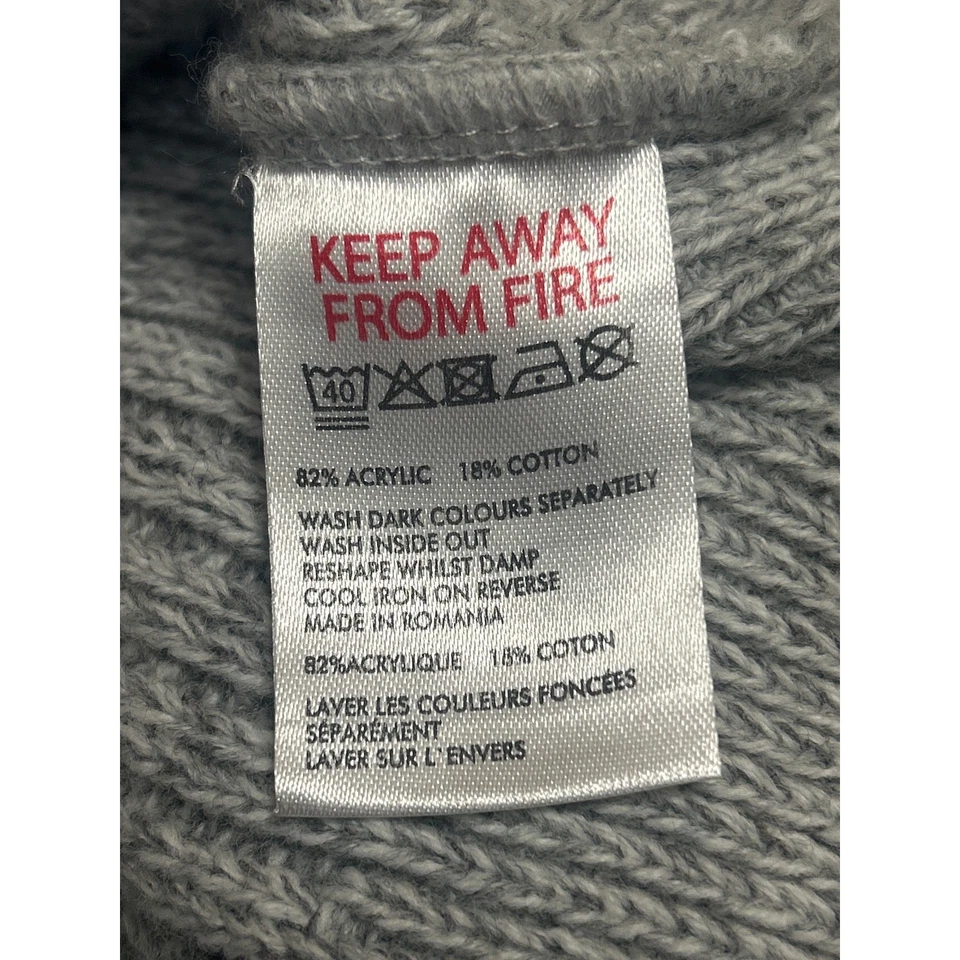 KEEP AWAY
FROM FIRE
40
82% ACRYLIC 18% COTTON
WASH DARK COLOURS SEPARATELY
WASH INSIDE OUT
RESHAPE WHILST DAMP
COOL IRON ON REVERSE
MADE IN ROMANIA
82%ACRYLIQUE 18% COTON
LAVER LES COULEURS FONCÉES
SÉPARÉMENT
LAVER SUR L'ENVERS